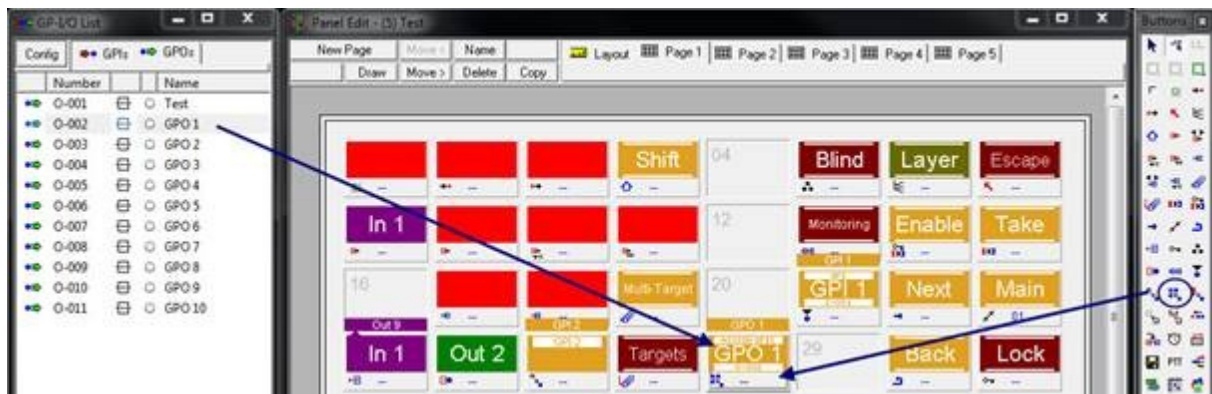 GP-I/O List
Panel Edit - (5) Test
Buttons
Config GPIs GPOs
New Page Move < Name Layout Page 1 Page 2 Page 3 Page 4 Page 5
Draw Move > Delete Copy
Number Name
O-001 Test
O-002 GPO 1
O-003 GPO 2
O-004 GPO 3
O-005 GPO 4
O-006 GPO 5
O-007 GPO 6
O-008 GPO 7
O-009 GPO 8
O-010 GPO 9
O-011 GPO 10
Shift 04 Blind Layer Escape
In 1 12 Monitoring Enable Take
GPI 1
16 Multi-Target 20 GPI 1 Next Main
01
Out 9 GPI 2 GPO 1
In 1 Out 2 GPI 2 Targets GPO 1 29 Back Lock
PTT